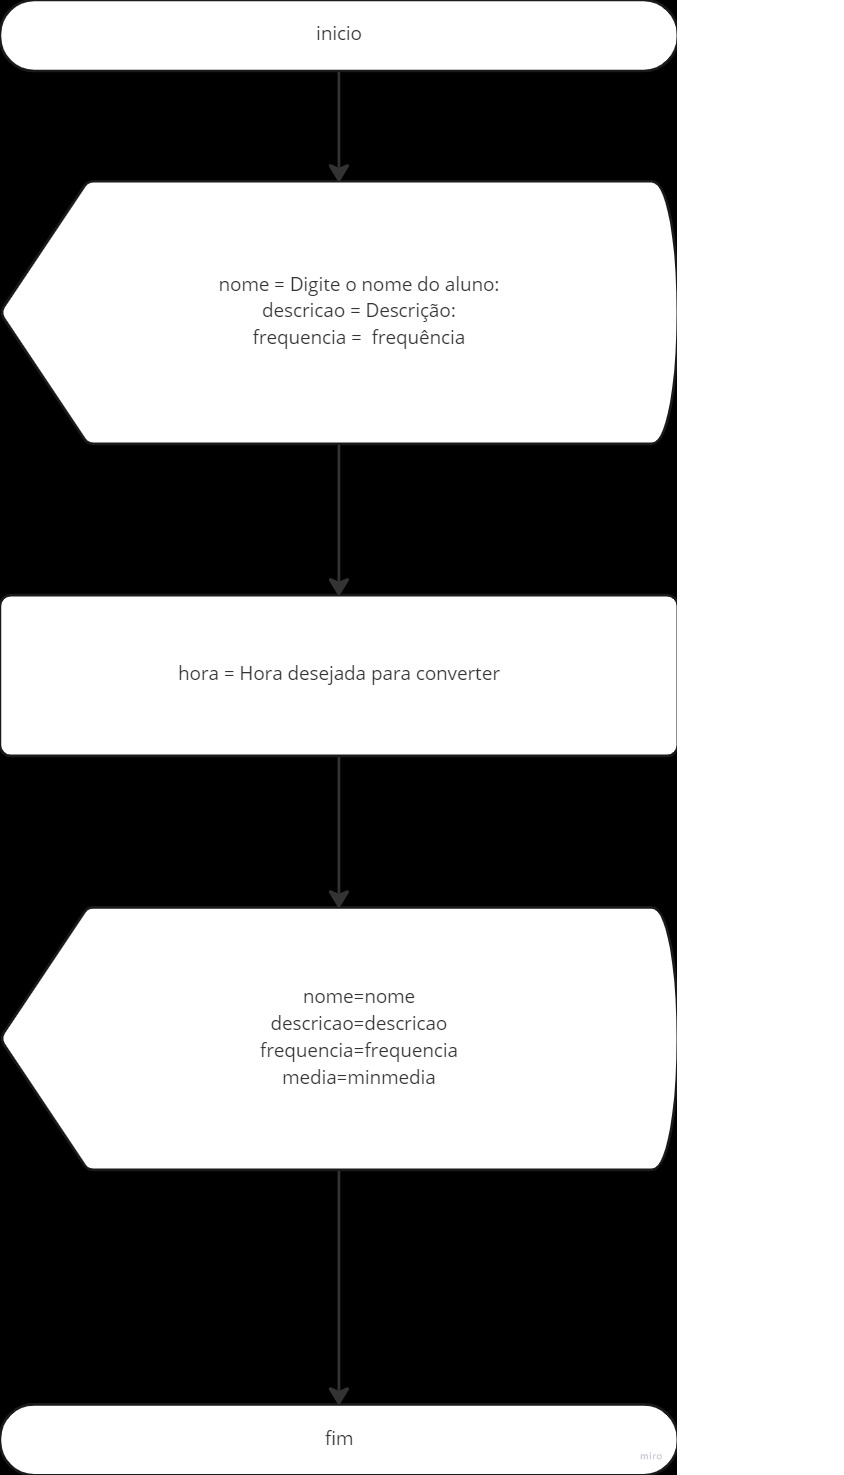 inicio
nome = Digite o nome do aluno:
descricao = Descrição:
frequencia =  frequência
hora = Hora desejada para converter
nome=nome
descricao=descricao
frequencia=frequencia
media=minmedia
fim
miro